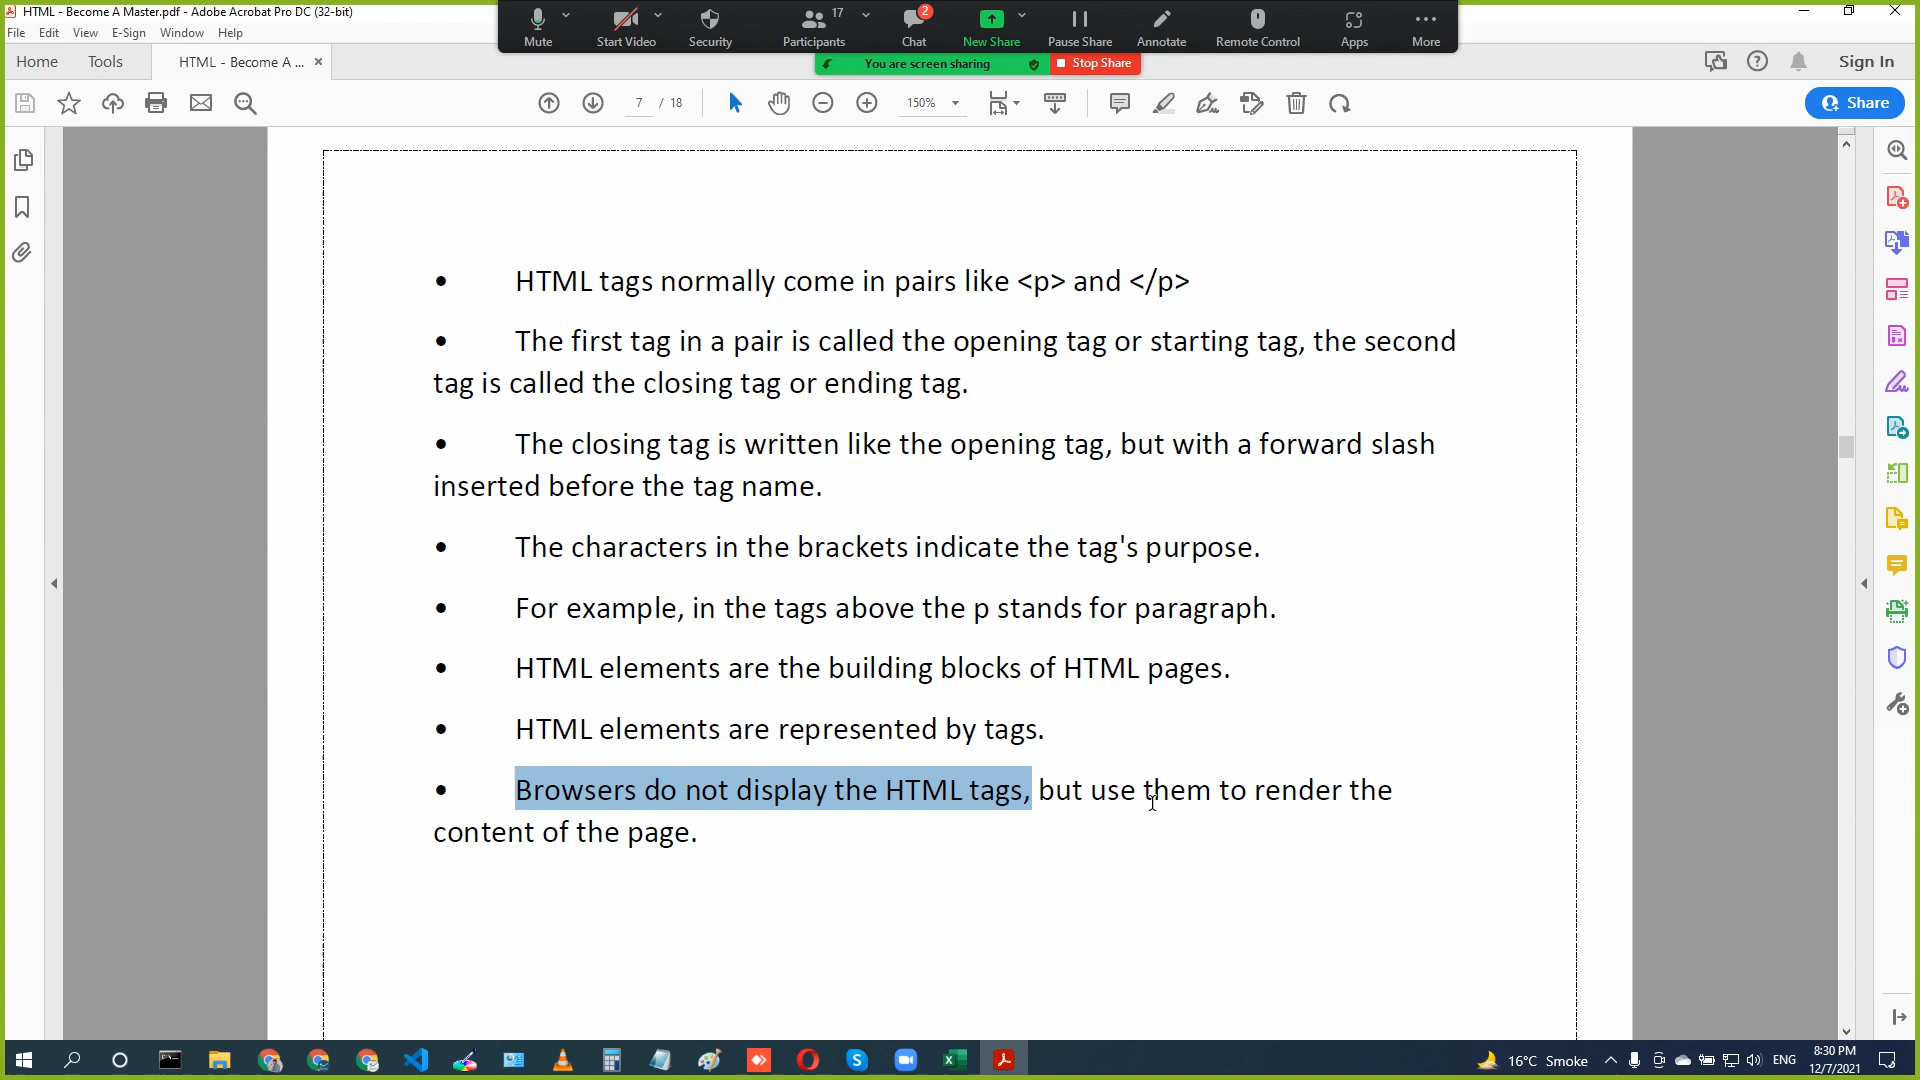 HTML - Become A Master.pdf - Adobe Acrobat Pro DC (32-bit)
File Edit View E-Sign Window Help
Mute Start Video Security Participants 17 Chat 2 New Share Pause Share Annotate Remote Control Apps More
You are screen sharing Stop Share
Home Tools HTML - Become A ... × Sign In
7 / 18 150% Share
• HTML tags normally come in pairs like <p> and </p>
• The first tag in a pair is called the opening tag or starting tag, the second
tag is called the closing tag or ending tag.
• The closing tag is written like the opening tag, but with a forward slash
inserted before the tag name.
• The characters in the brackets indicate the tag's purpose.
• For example, in the tags above the p stands for paragraph.
• HTML elements are the building blocks of HTML pages.
• HTML elements are represented by tags.
• Browsers do not display the HTML tags, but use them to render the
content of the page.
16°C Smoke ENG 8:30 PM
12/7/2021